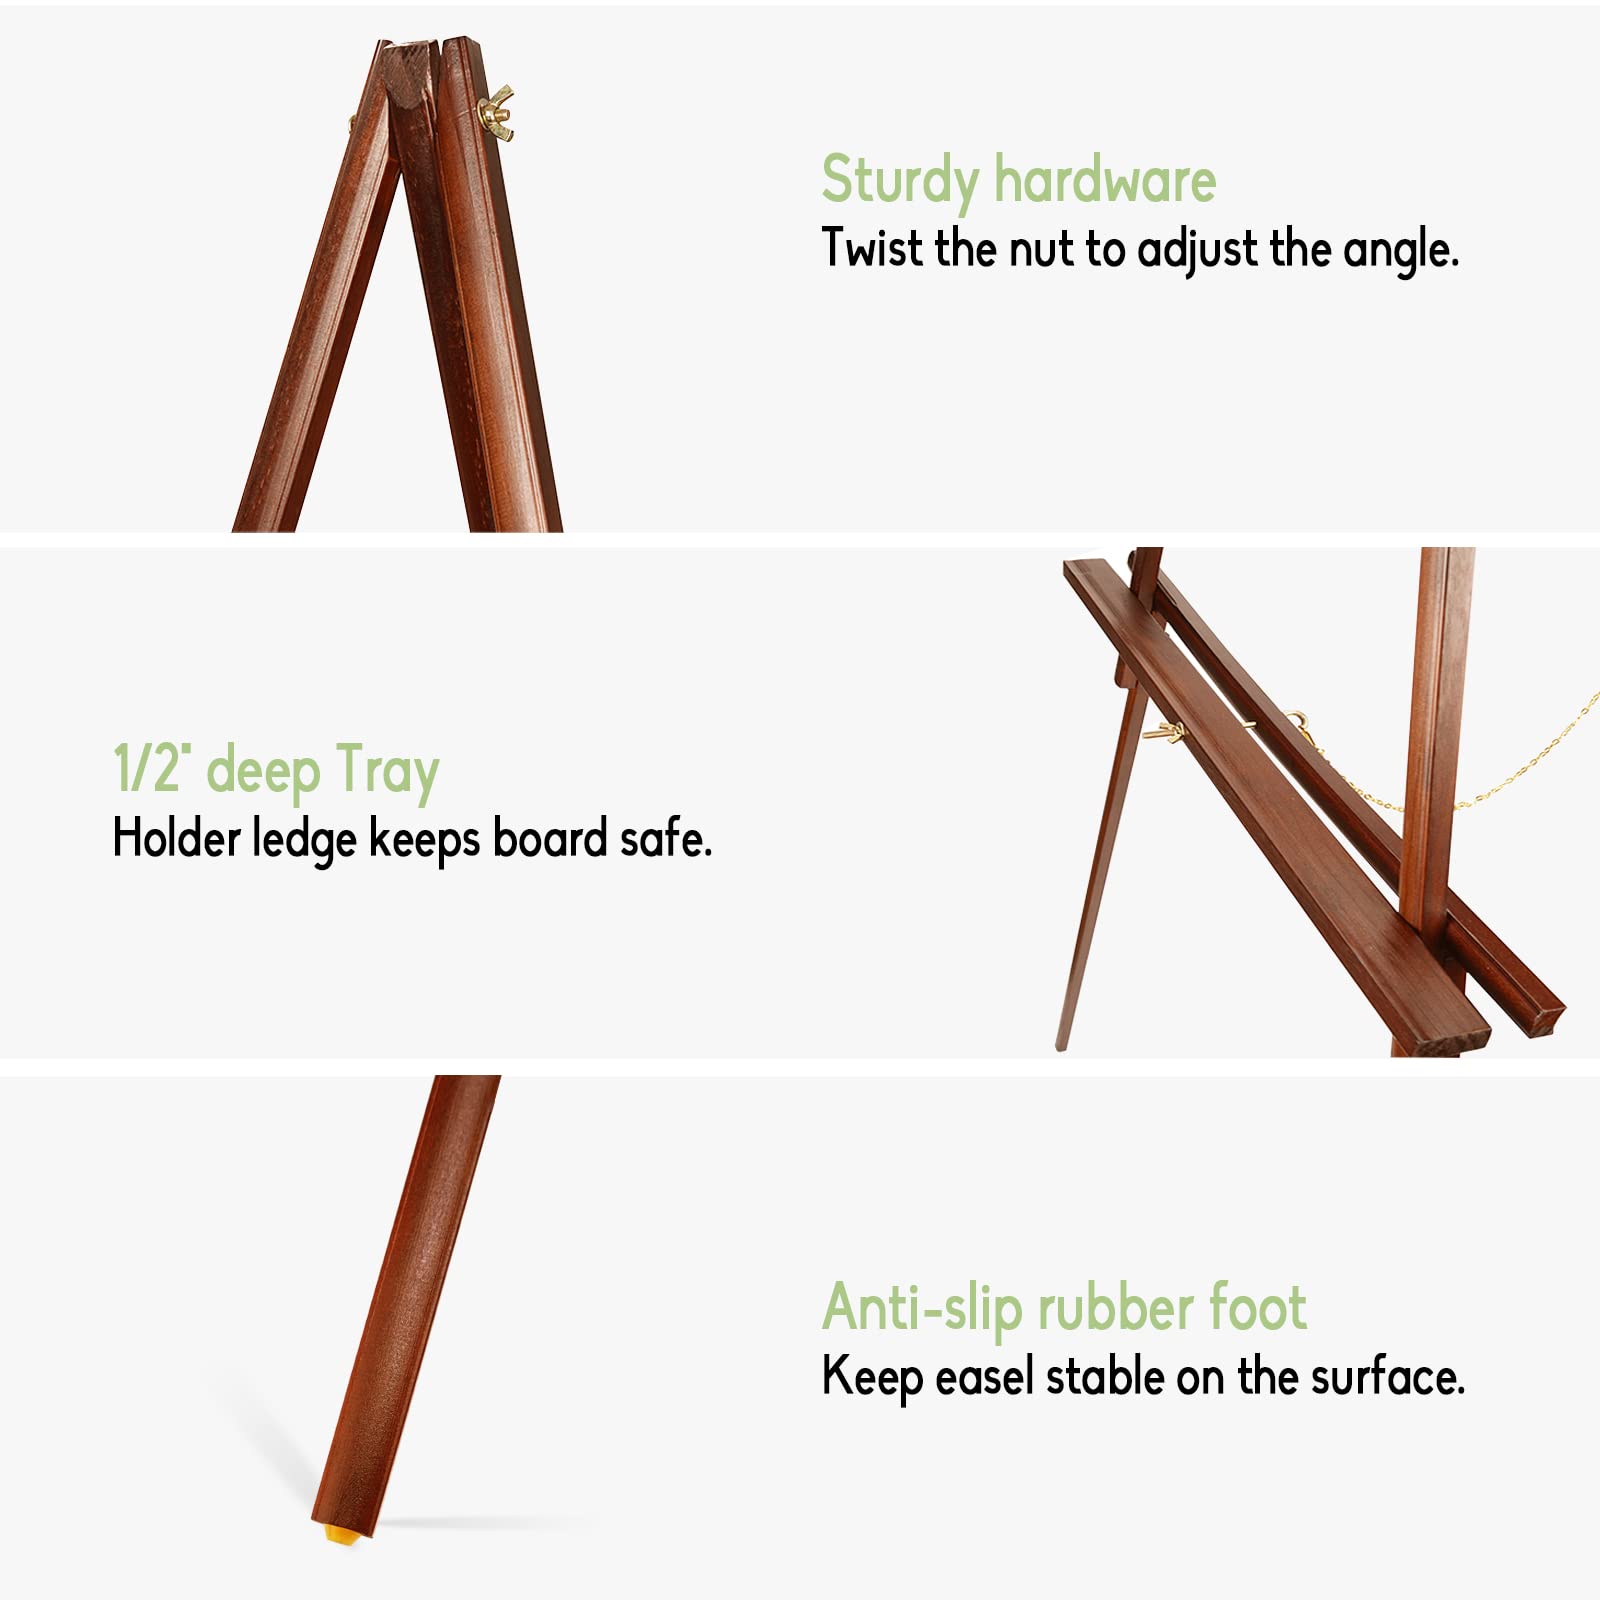 Sturdy hardware
Twist the nut to adjust the angle.
1/2" deep Tray
Holder ledge keeps board safe.
Anti-slip rubber foot
Keep easel stable on the surface.